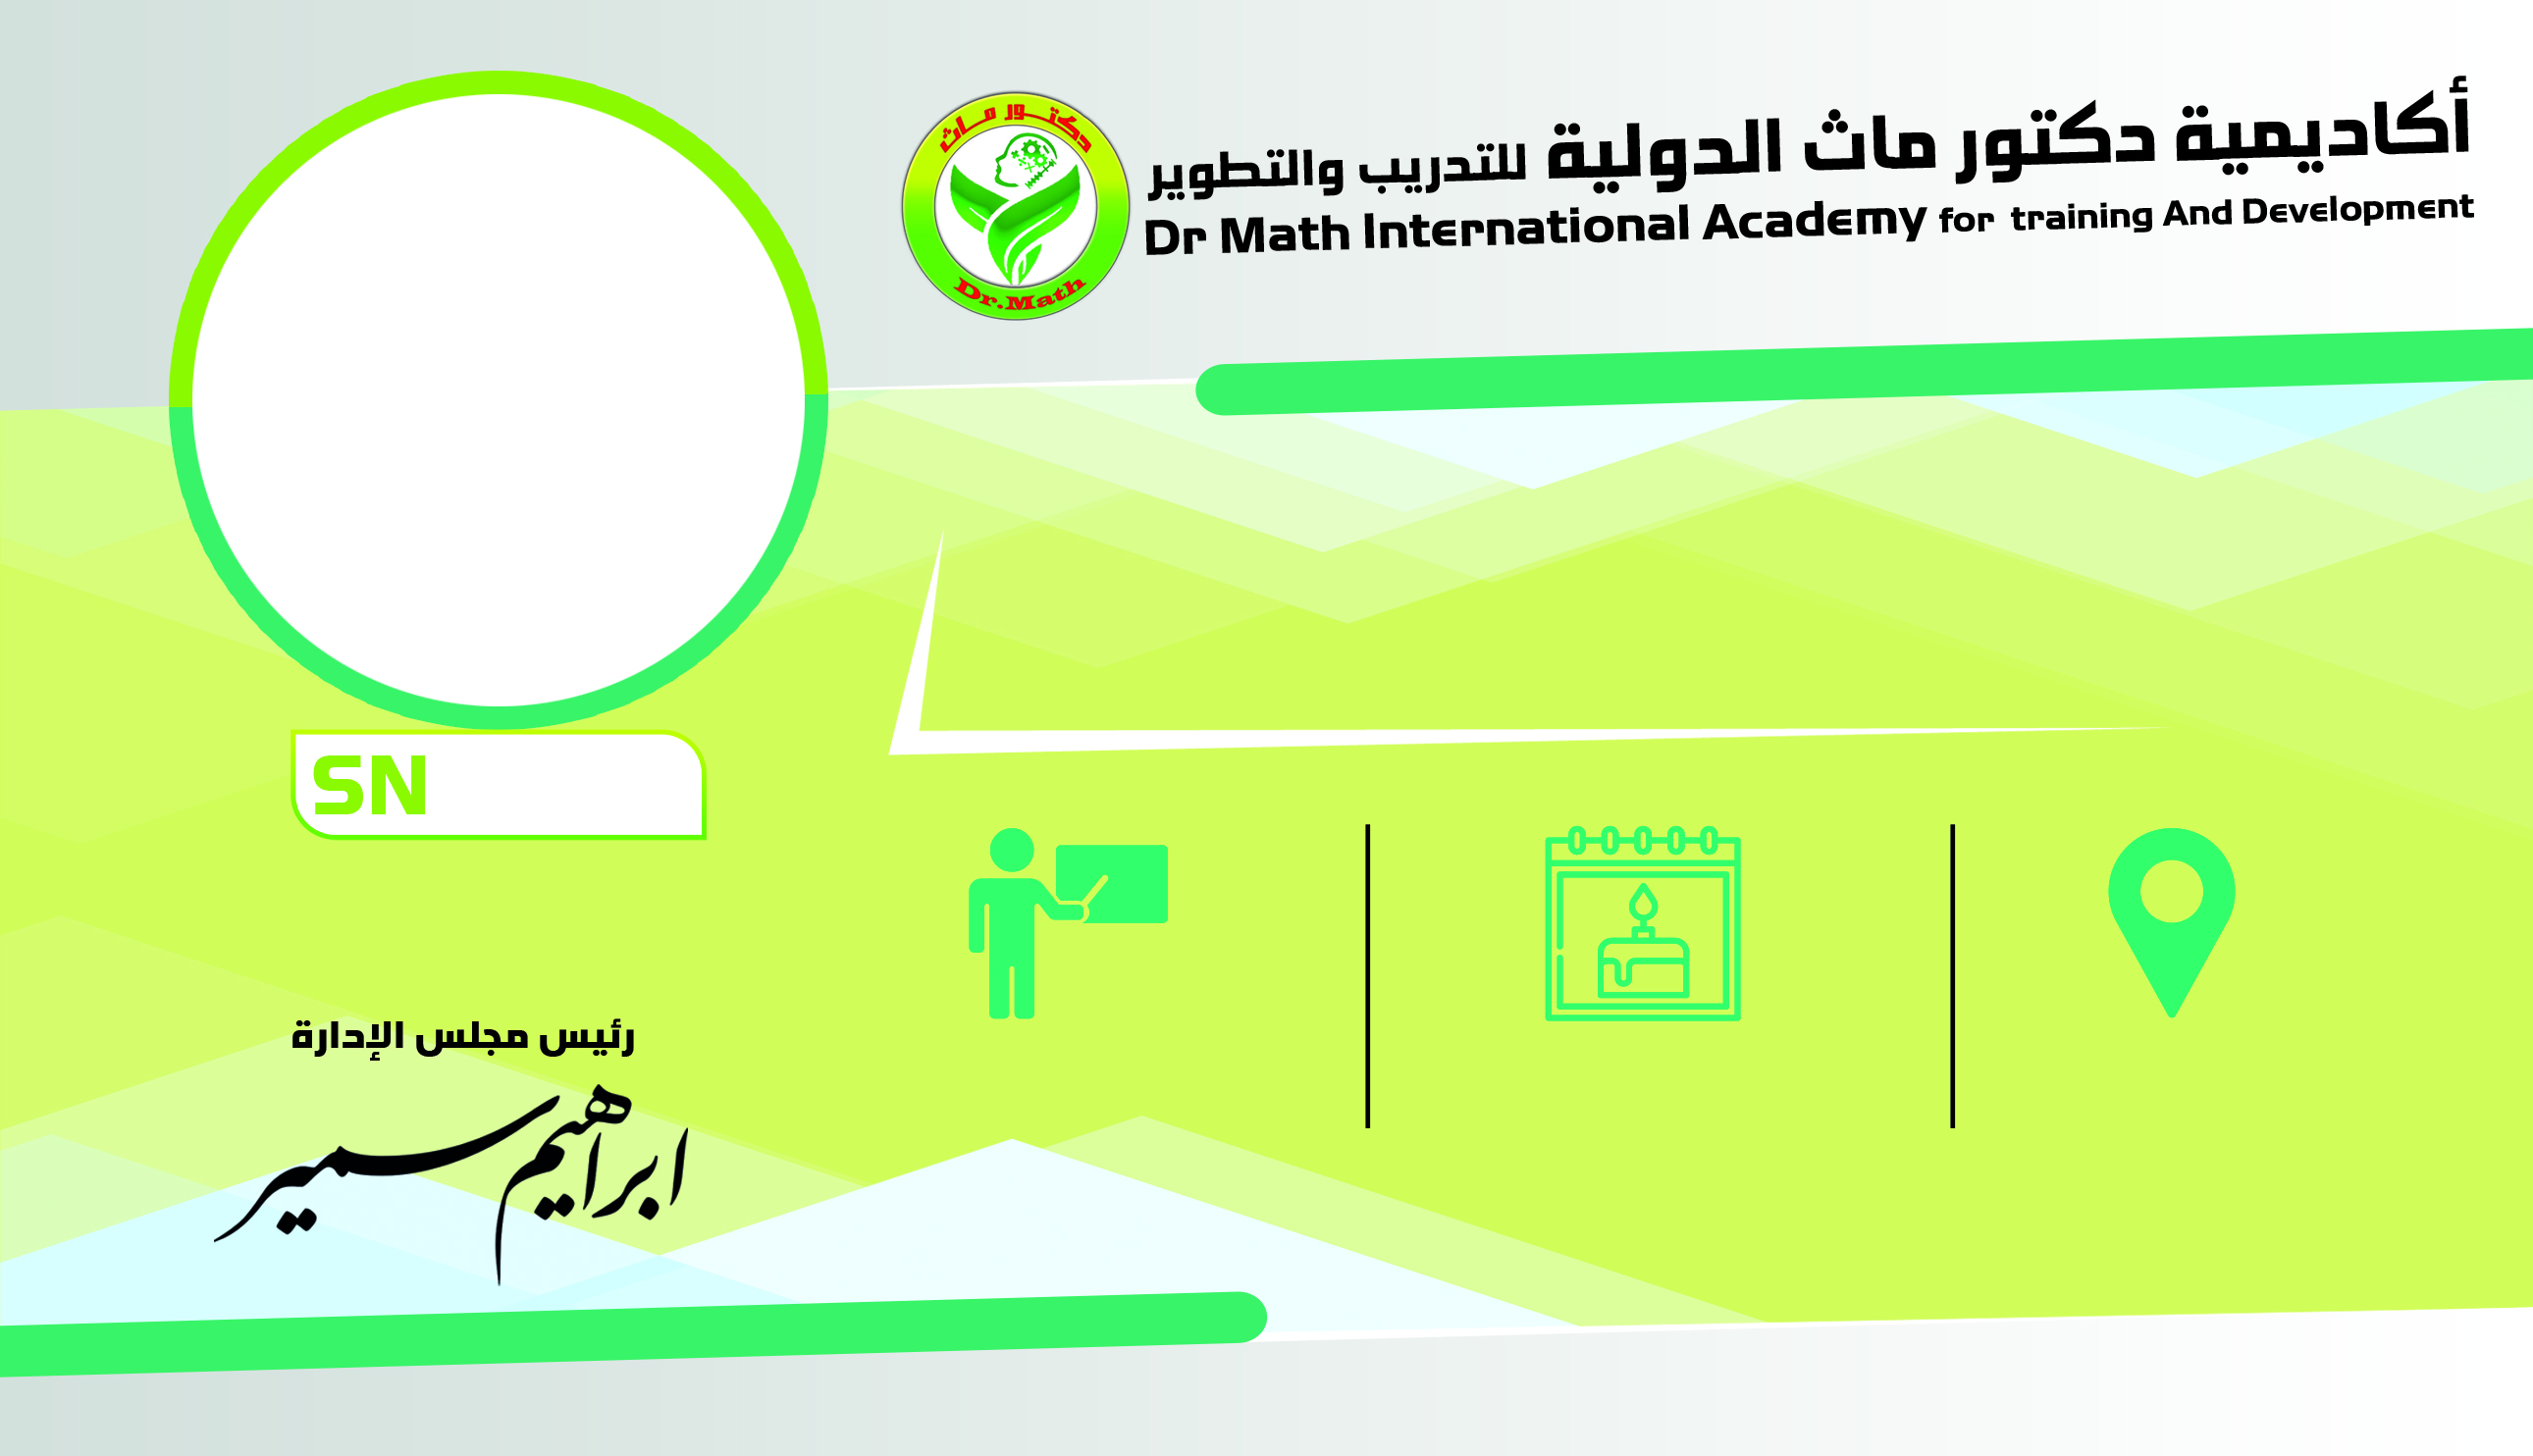 دكتور ماث
Dr.Math
أكاديمية دكتور ماث الدولية للتدريب والتطوير
Dr Math International Academy for training And Development
SN
رئيس مجلس الإدارة
ابراهيم سمير